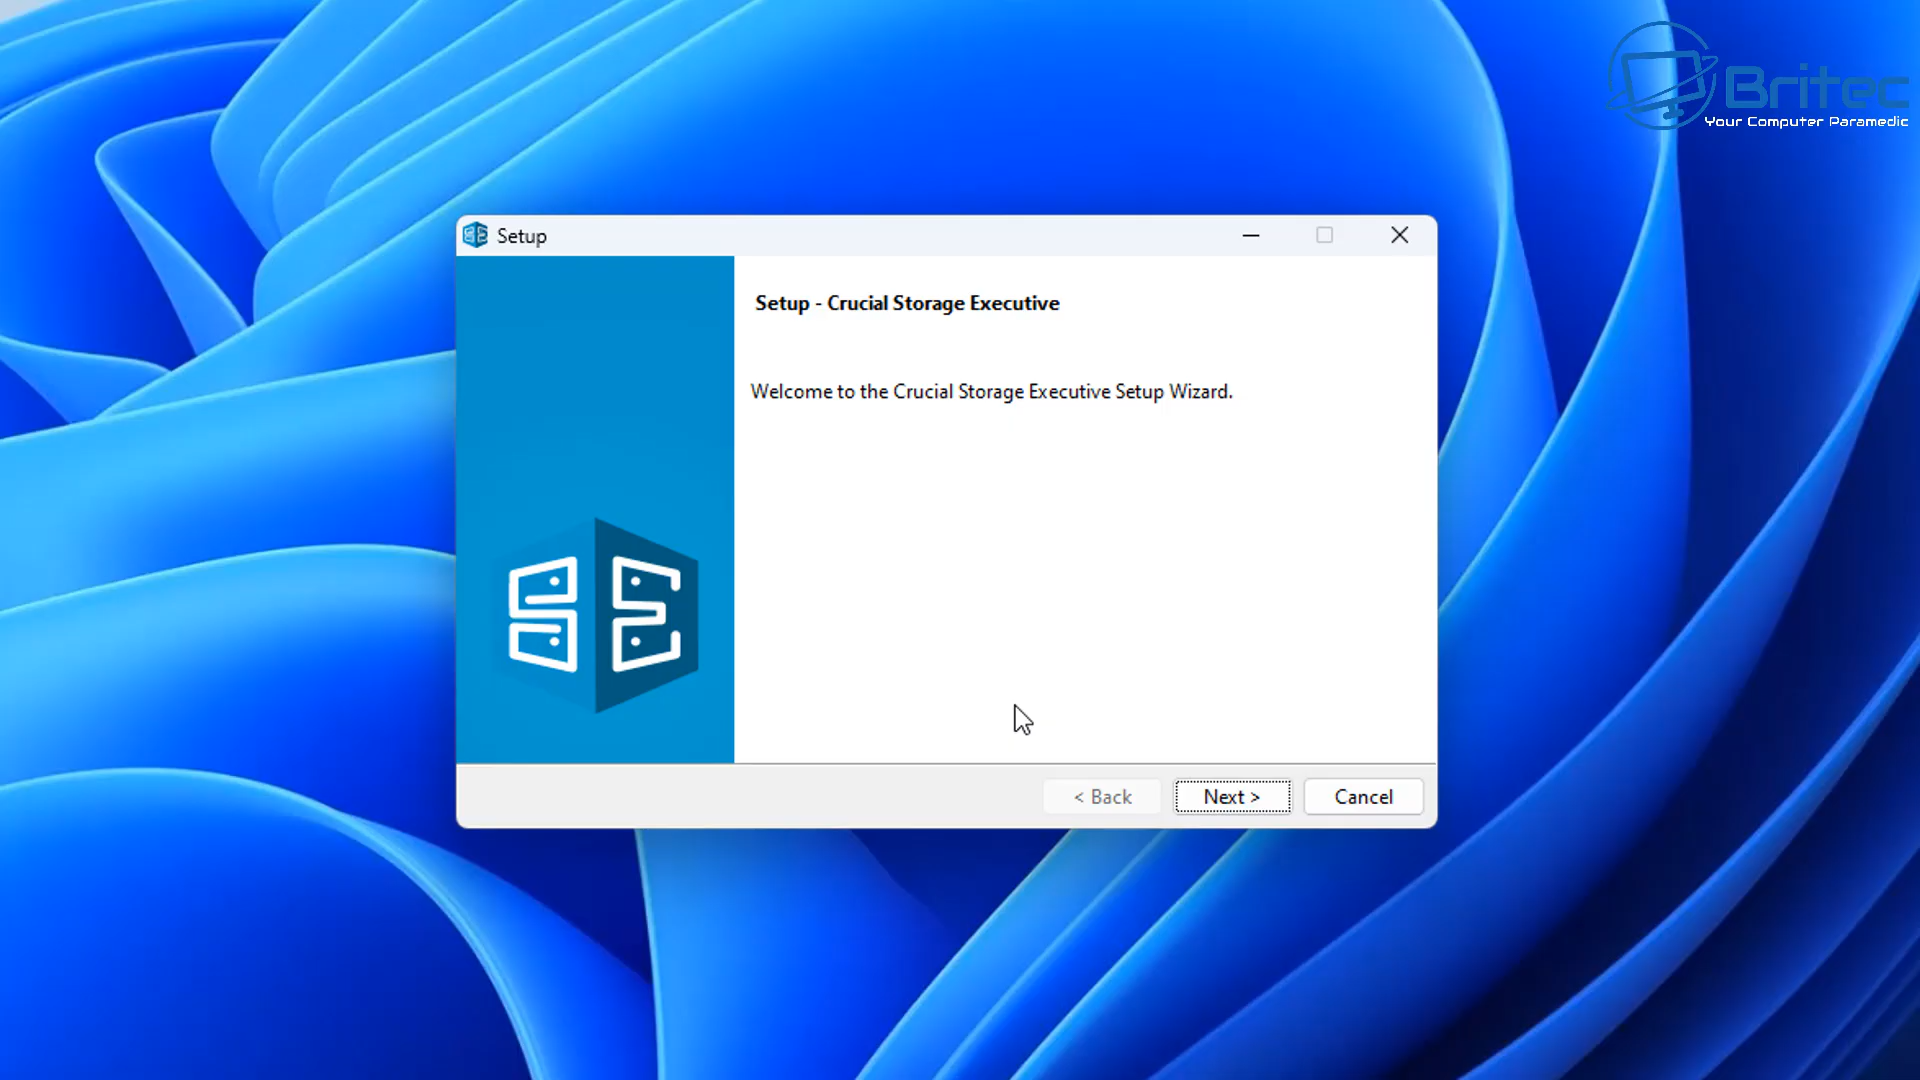 Britec
Your Computer Paramedic
Setup
Setup - Crucial Storage Executive
Welcome to the Crucial Storage Executive Setup Wizard.
SE
< Back
Next >
Cancel